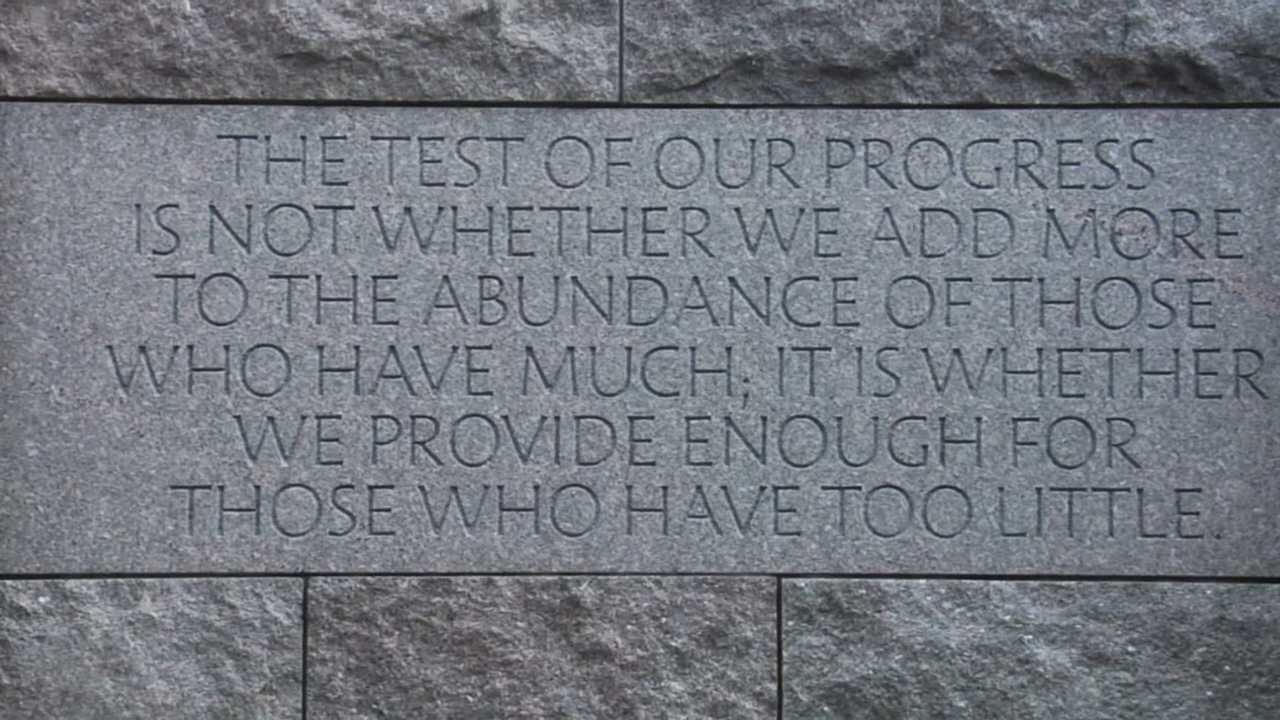 THE TEST OF OUR PROGRESS
IS NOT WHETHER WE ADD MORE
TO THE ABUNDANCE OF THOSE
WHO HAVE MUCH; IT IS WHETHER
WE PROVIDE ENOUGH FOR
THOSE WHO HAVE TOO LITTLE.